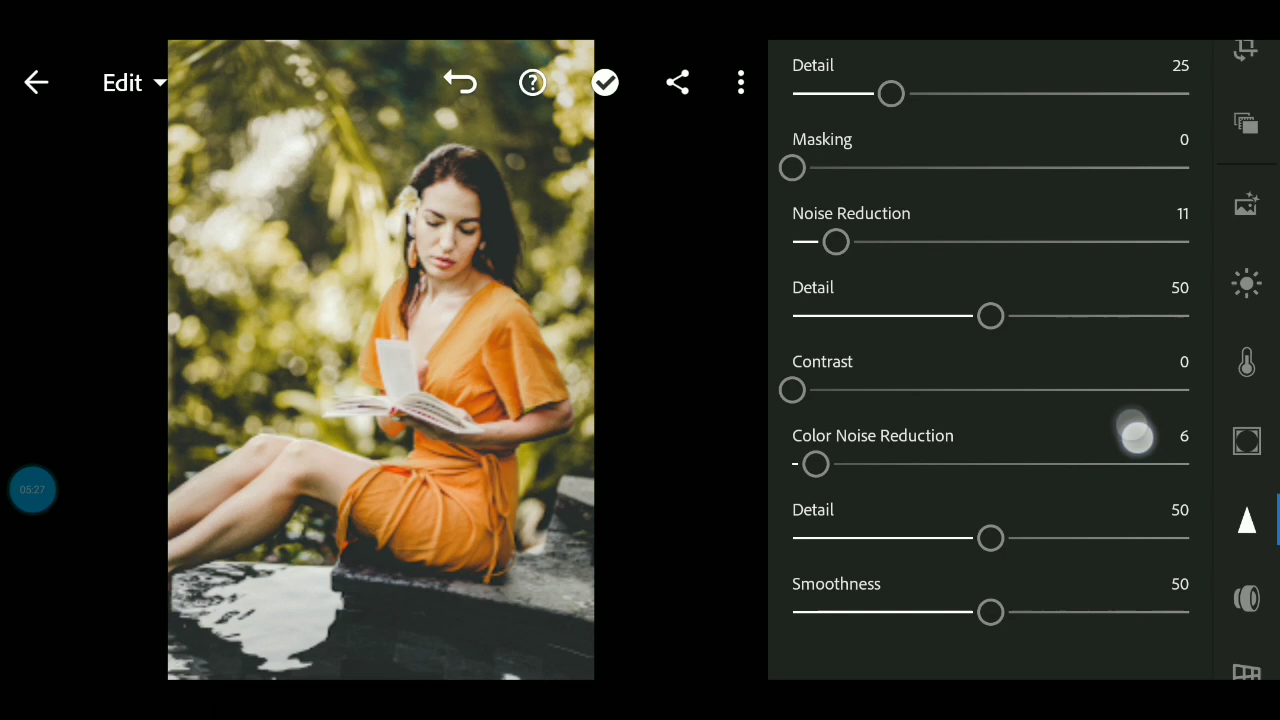 Edit
Detail 25
Masking 0
Noise Reduction 11
Detail 50
Contrast 0
Color Noise Reduction 6
05:27
Detail 50
Smoothness 50